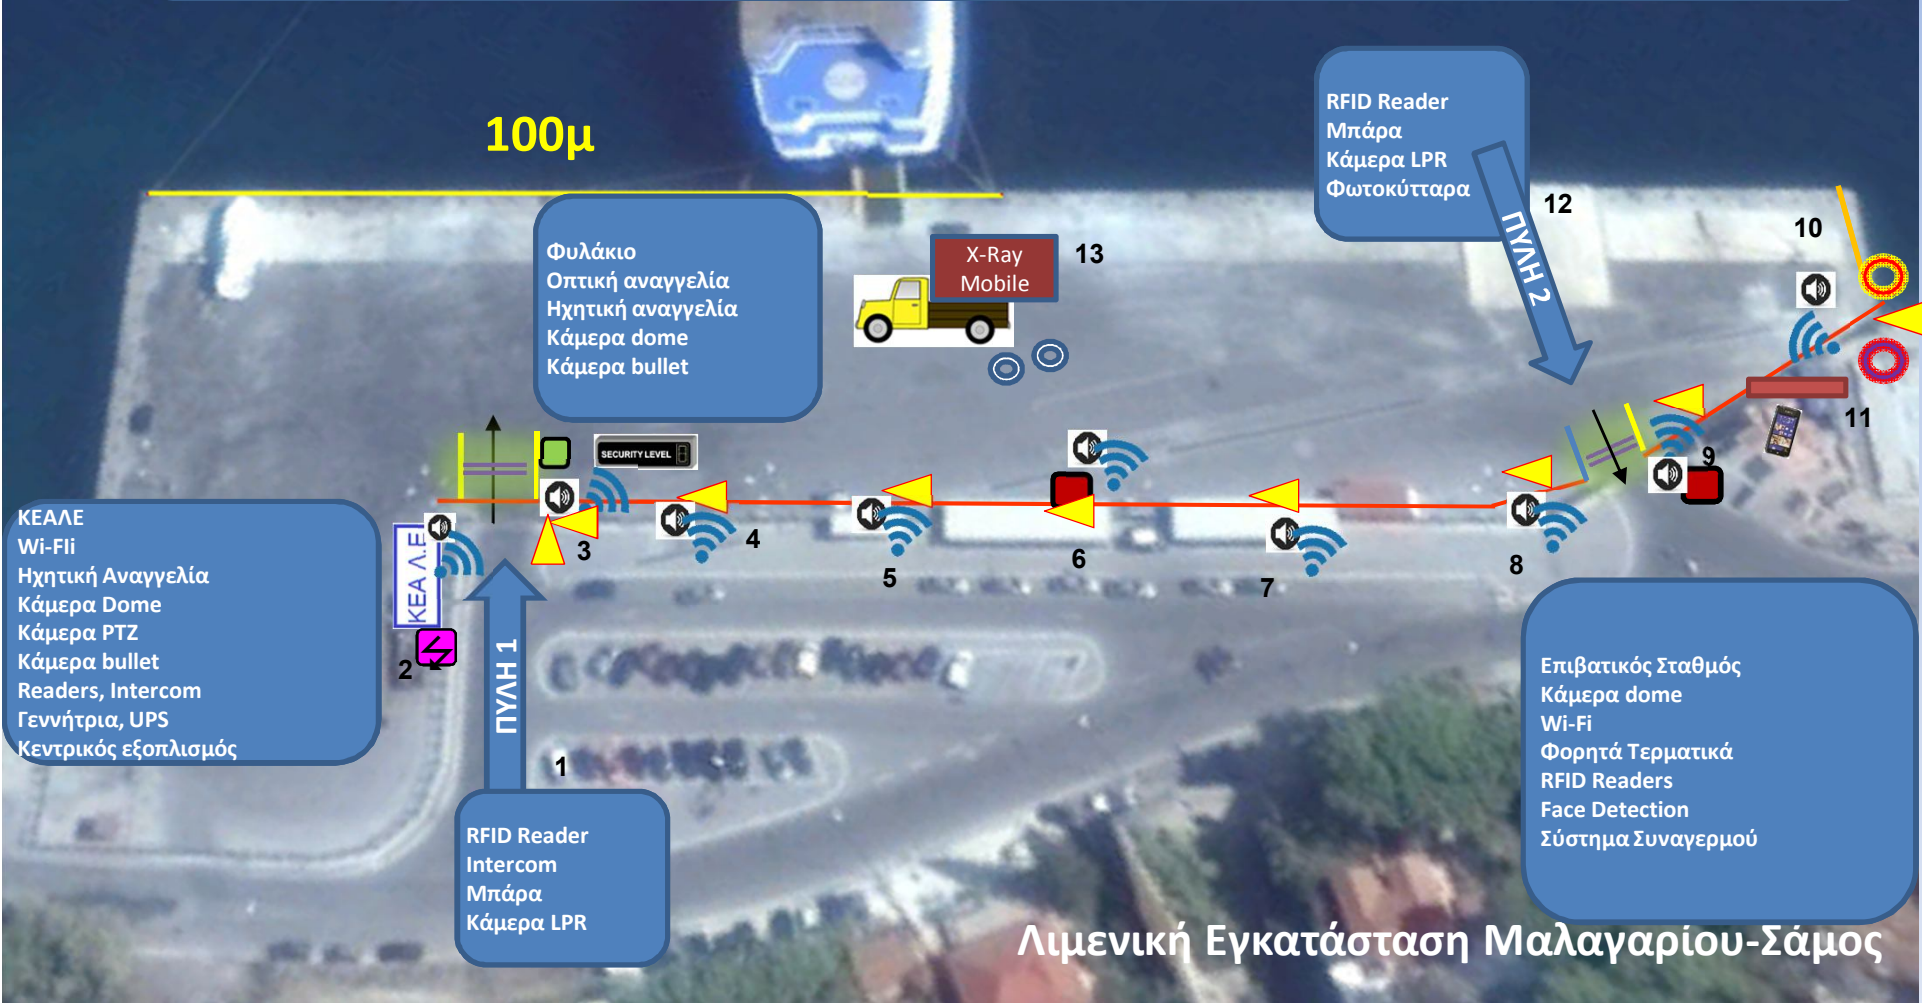 100μ
RFID Reader
Μπάρα
Κάμερα LPR
Φωτοκύτταρα
ΠΥΛΗ 2
12
10
Φυλάκιο
Οπτική αναγγελία
Ηχητική αναγγελία
Κάμερα dome
Κάμερα bullet
X-Ray
Mobile
13
11
SECURITY LEVEL
9
3
4
5
6
7
8
ΚΕΑΛΕ
Wi-FIi
Ηχητική Αναγγελία
Κάμερα Dome
Κάμερα PTZ
Κάμερα bullet
Readers, Intercom
Γεννήτρια, UPS
Κεντρικός εξοπλισμός
ΚΕΑ Λ.Ε
2
ΠΥΛΗ 1
1
RFID Reader
Intercom
Μπάρα
Κάμερα LPR
Επιβατικός Σταθμός
Κάμερα dome
Wi-Fi
Φορητά Τερματικά
RFID Readers
Face Detection
Σύστημα Συναγερμού
Λιμενική Εγκατάσταση Μαλαγαρίου-Σάμος